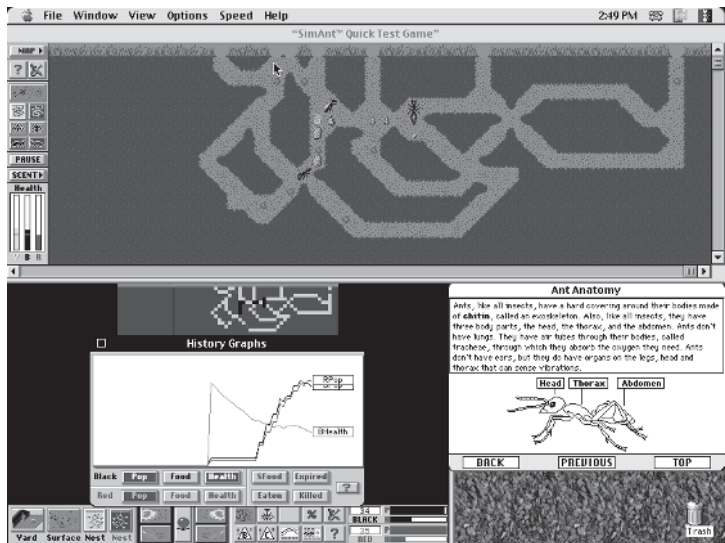 File Window View Options Speed Help 2:49 PM
"SimAnt™ Quick Test Game"
MAP
?
PAUSE
SCENT
Health
Y B R
Ant Anatomy
Ants, like all insects, have a hard covering around their bodies made
of chitin, called an exoskeleton. Also, like all insects, they have
three body parts, the head, the thorax, and the abdomen. Ants don't
have lungs. They have air tubes through their bodies, called
tracheae, through which they absorb the oxygen they need. Ants
don't have ears, but they do have organs on the legs, head and
thorax that can sense vibrations.
Head Thorax Abdomen
BACK PREVIOUS TOP
History Graphs
RPop
BHealth
Black Pop Food Health SFood Expired
Red Pop Food Health Eaten Killed
?
Yard Surface Nest Nest
?
34
BLACK
35
RED
Trash